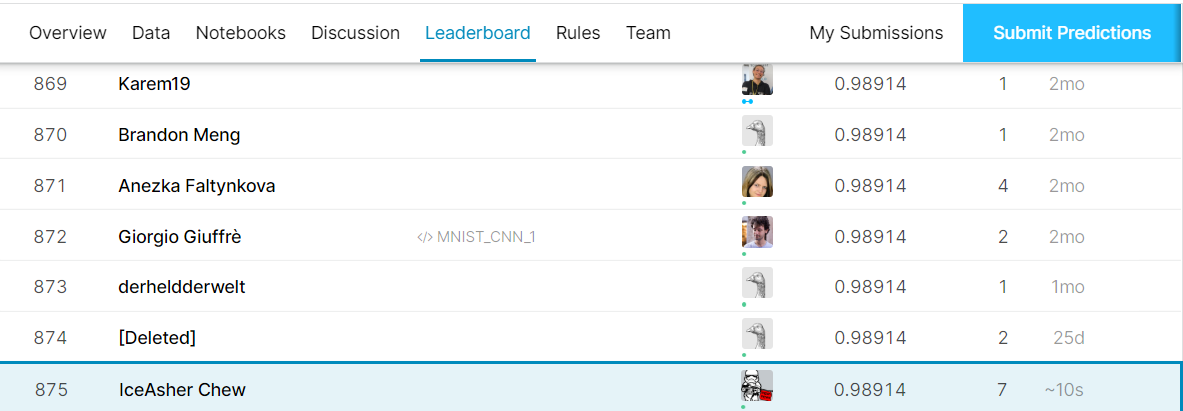 Overview Data Notebooks Discussion Leaderboard Rules Team My Submissions Submit Predictions
869 Karem19 0.98914 1 2mo
870 Brandon Meng 0.98914 1 2mo
871 Anezka Faltynkova 0.98914 4 2mo
872 Giorgio Giuffrè </> MNIST_CNN_1 0.98914 2 2mo
873 derheldderwelt 0.98914 1 1mo
874 [Deleted] 0.98914 2 25d
875 IceAsher Chew 0.98914 7 ~10s